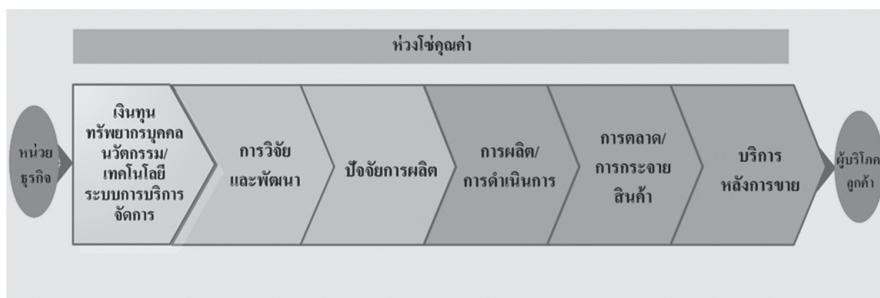 ห่วงโซ่คุณค่า
หน่วย
ธุรกิจ
เงินทุน
ทรัพยากรบุคคล
นวัตกรรม/
เทคโนโลยี
ระบบการบริการ
จัดการ
การวิจัย
และพัฒนา
ปัจจัยการผลิต
การผลิต/
การดำเนินการ
การตลาด/
การกระจาย
สินค้า
บริการ
หลังการขาย
ผู้บริโภค
ลูกค้า